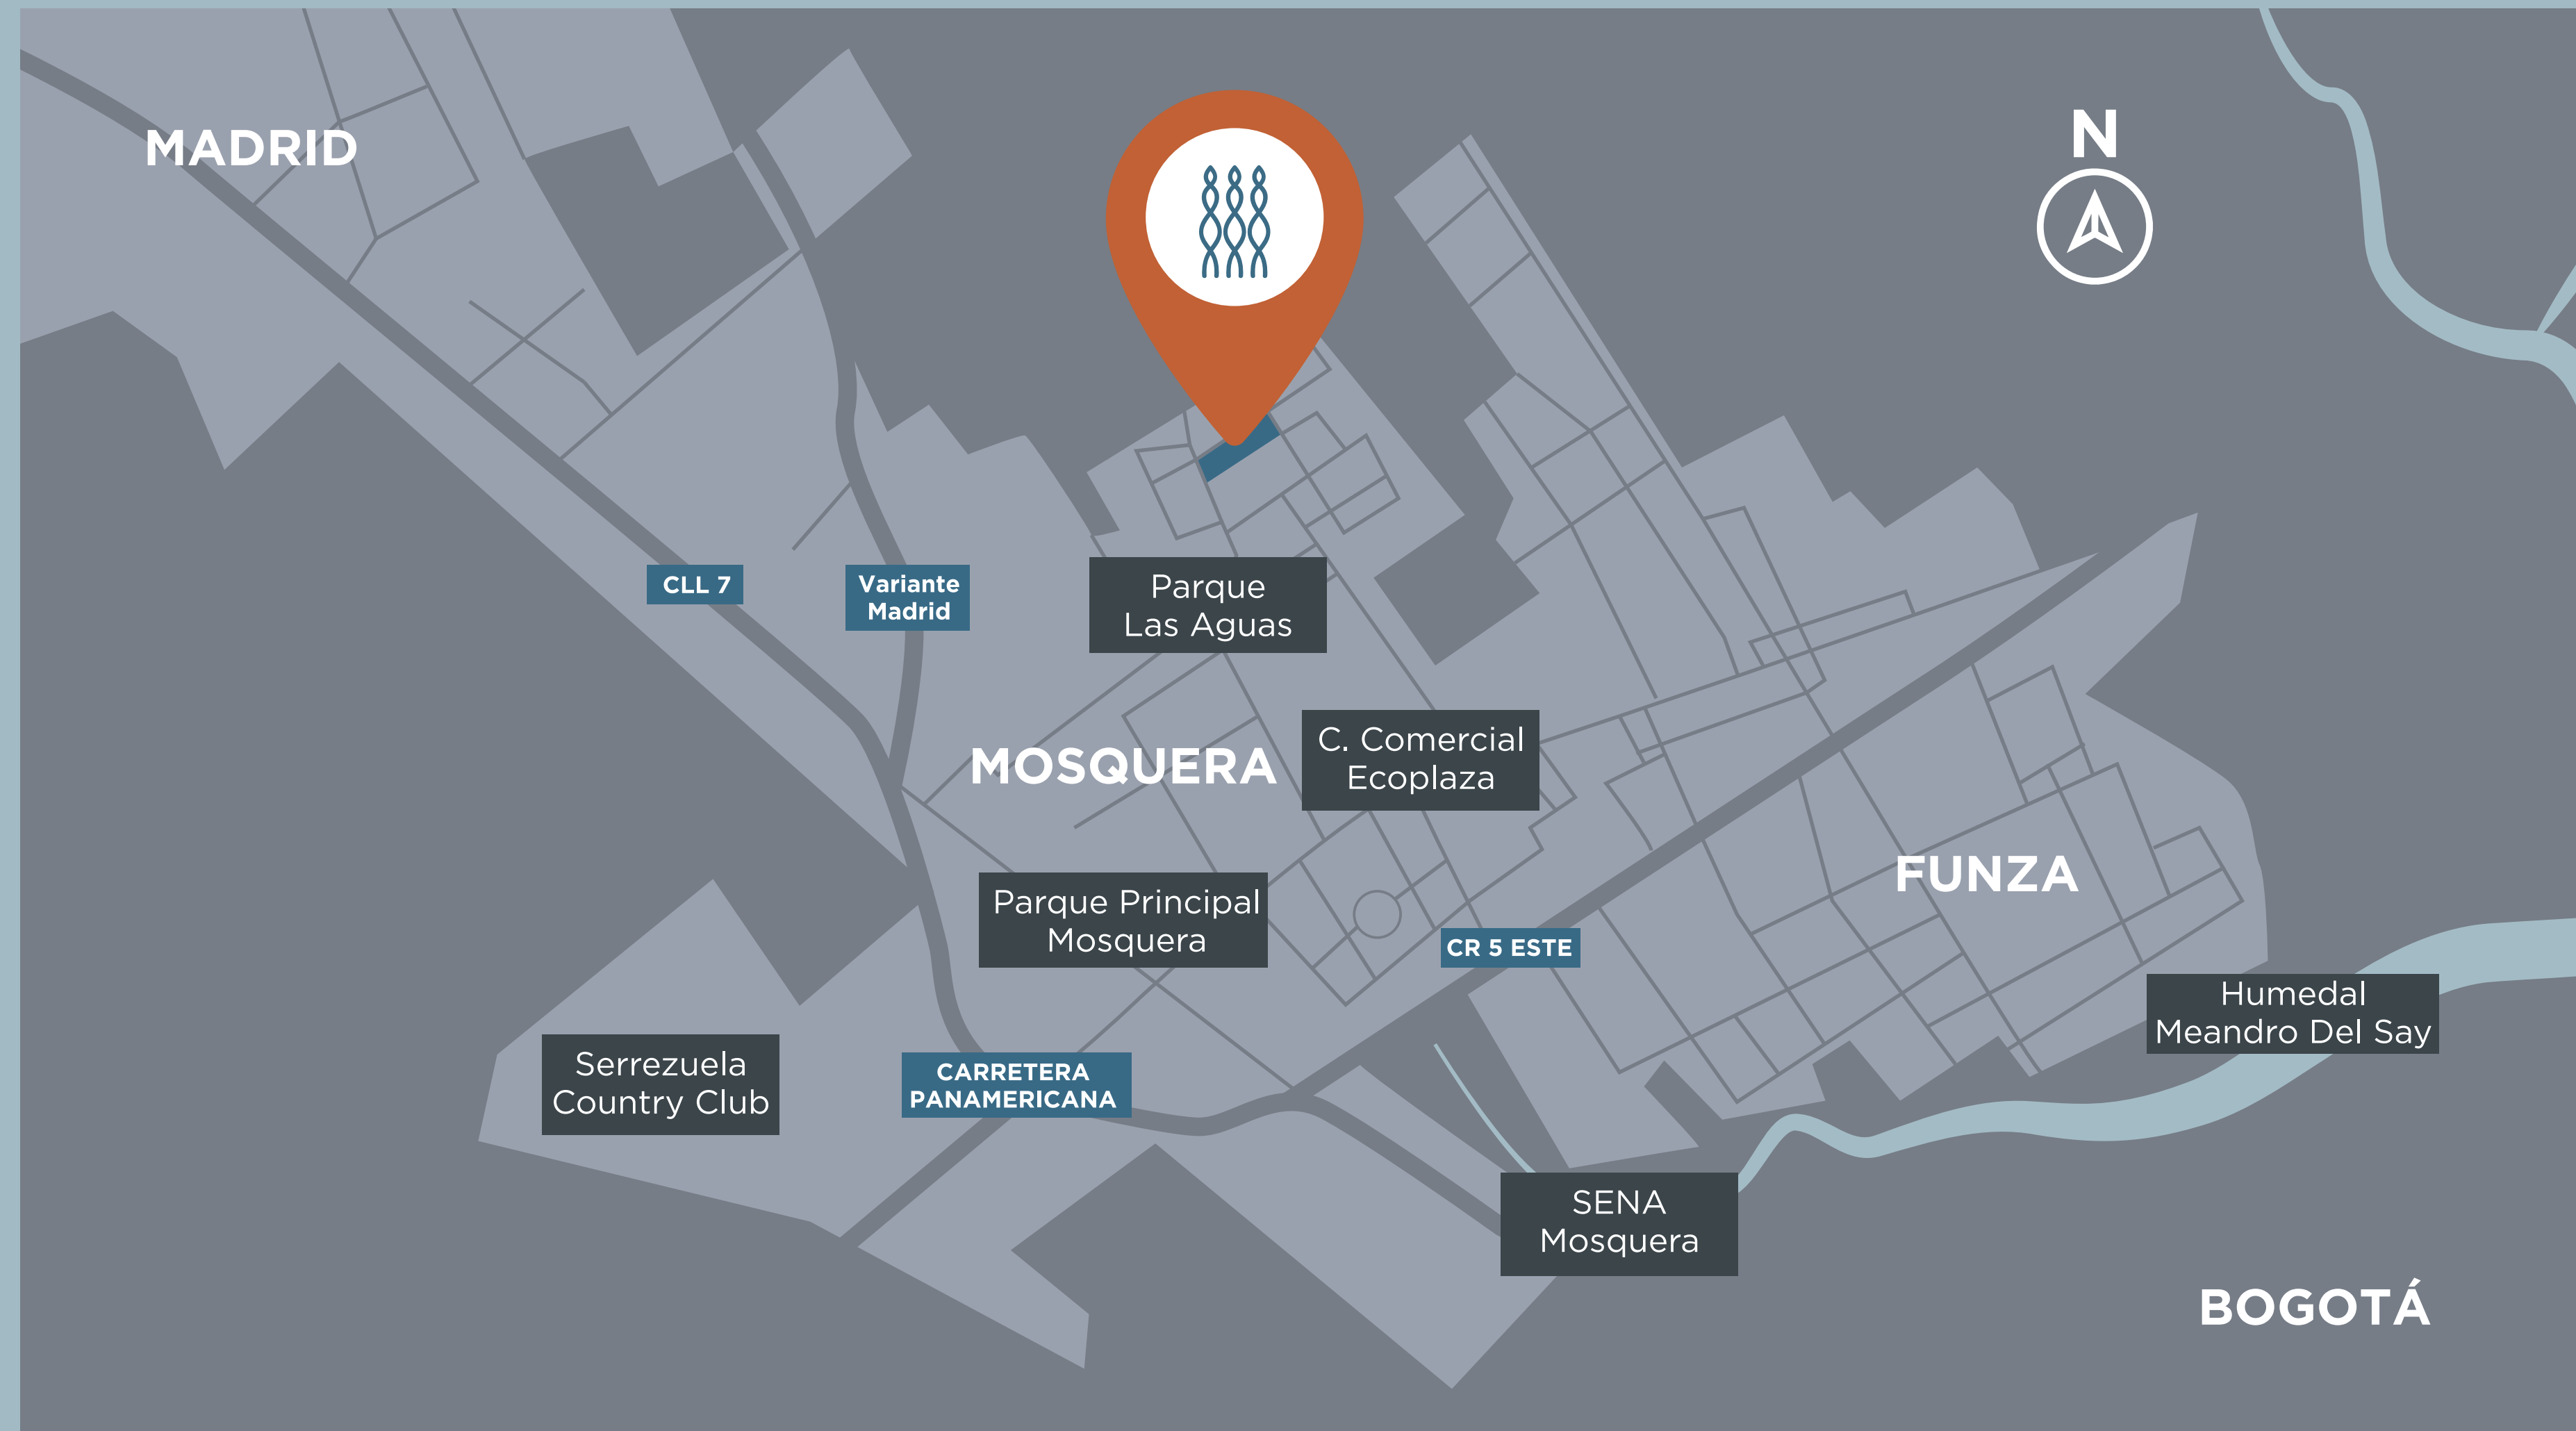 MADRID
N
CLL 7
Variante
Madrid
Parque
Las Aguas
MOSQUERA
C. Comercial
Ecoplaza
FUNZA
Parque Principal
Mosquera
CR 5 ESTE
Humedal
Meandro Del Say
Serrezuela
Country Club
CARRETERA
PANAMERICANA
SENA
Mosquera
BOGOTÁ